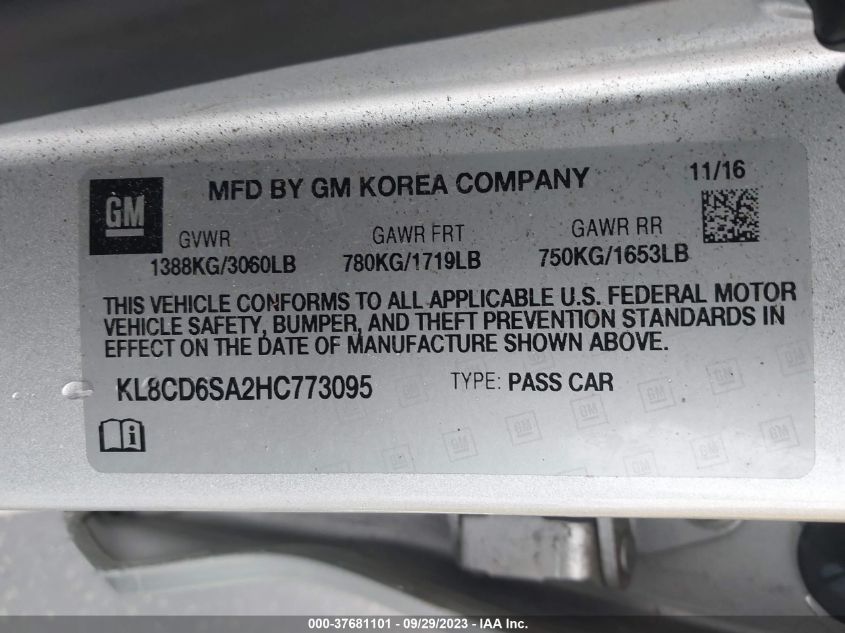 GM
MFD BY GM KOREA COMPANY
11/16
GVWR GAWR FRT GAWR RR
1388KG/3060LB 780KG/1719LB 750KG/1653LB
THIS VEHICLE CONFORMS TO ALL APPLICABLE U.S. FEDERAL MOTOR
VEHICLE SAFETY, BUMPER, AND THEFT PREVENTION STANDARDS IN
EFFECT ON THE DATE OF MANUFACTURE SHOWN ABOVE.
KL8CD6SA2HC773095 TYPE: PASS CAR
000-37681101 / 09/29/2023 / IAA Inc.